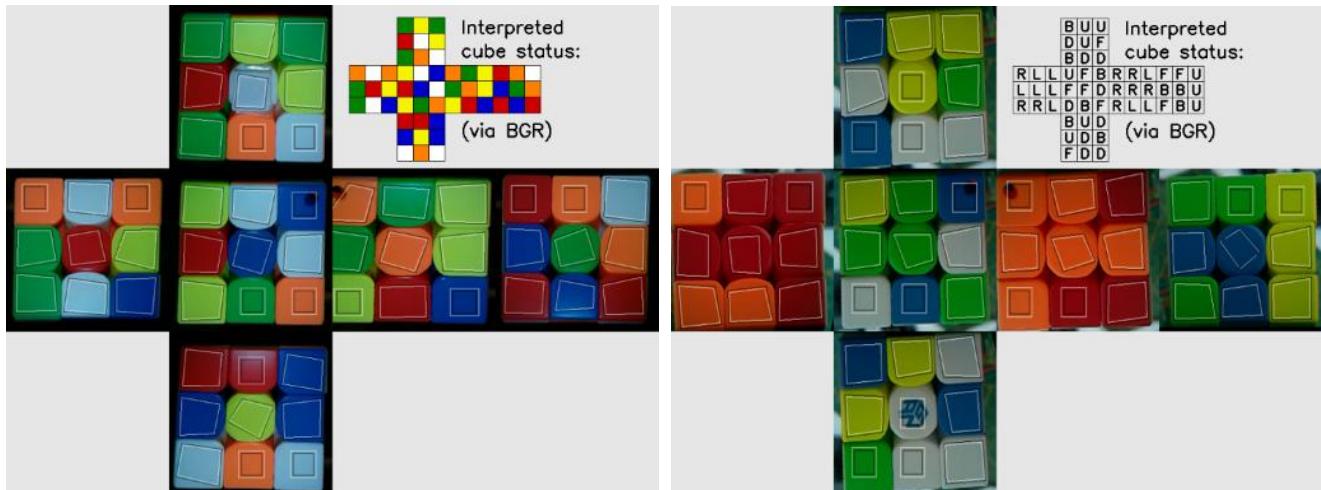 Interpreted
cube status:
(via BGR)
B U U
D U F
B D D
R L L U F B R R L F F U
L L L F F D R R R B B U
R R L D B F R L L F B U
B U D
U D B
F D D
Interpreted
cube status:
(via BGR)